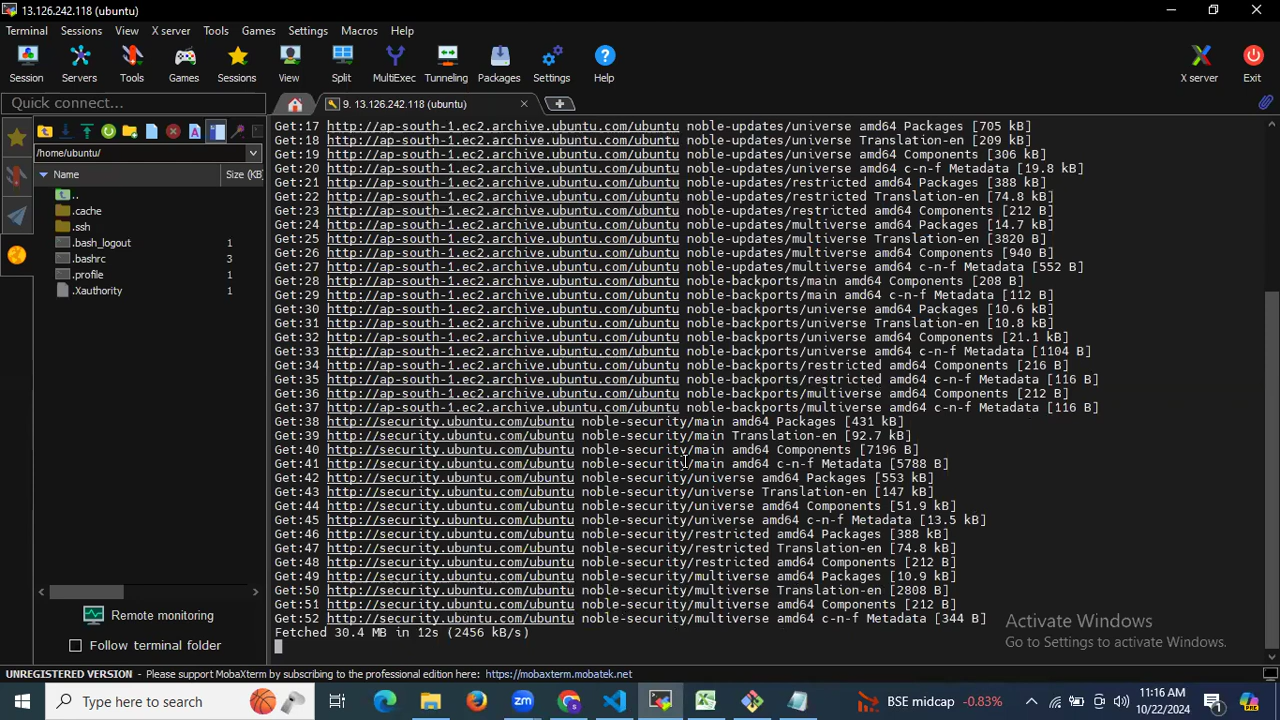 13.126.242.118 (ubuntu)
Terminal Sessions View X server Tools Games Settings Macros Help
Session Servers Tools Games Sessions View Split MultiExec Tunneling Packages Settings Help X server Exit
Quick connect...
9. 13.126.242.118 (ubuntu)
/home/ubuntu/
Name Size (KB)
..
.cache
.ssh
.bash_logout 1
.bashrc 3
.profile 1
.Xauthority 1
Remote monitoring
Follow terminal folder
Get:17 http://ap-south-1.ec2.archive.ubuntu.com/ubuntu noble-updates/universe amd64 Packages [705 kB]
Get:18 http://ap-south-1.ec2.archive.ubuntu.com/ubuntu noble-updates/universe Translation-en [209 kB]
Get:19 http://ap-south-1.ec2.archive.ubuntu.com/ubuntu noble-updates/universe amd64 Components [306 kB]
Get:20 http://ap-south-1.ec2.archive.ubuntu.com/ubuntu noble-updates/universe amd64 c-n-f Metadata [19.8 kB]
Get:21 http://ap-south-1.ec2.archive.ubuntu.com/ubuntu noble-updates/restricted amd64 Packages [388 kB]
Get:22 http://ap-south-1.ec2.archive.ubuntu.com/ubuntu noble-updates/restricted Translation-en [74.8 kB]
Get:23 http://ap-south-1.ec2.archive.ubuntu.com/ubuntu noble-updates/restricted amd64 Components [212 B]
Get:24 http://ap-south-1.ec2.archive.ubuntu.com/ubuntu noble-updates/multiverse amd64 Packages [14.7 kB]
Get:25 http://ap-south-1.ec2.archive.ubuntu.com/ubuntu noble-updates/multiverse Translation-en [3820 B]
Get:26 http://ap-south-1.ec2.archive.ubuntu.com/ubuntu noble-updates/multiverse amd64 Components [940 B]
Get:27 http://ap-south-1.ec2.archive.ubuntu.com/ubuntu noble-updates/multiverse amd64 c-n-f Metadata [552 B]
Get:28 http://ap-south-1.ec2.archive.ubuntu.com/ubuntu noble-backports/main amd64 Components [208 B]
Get:29 http://ap-south-1.ec2.archive.ubuntu.com/ubuntu noble-backports/main amd64 c-n-f Metadata [112 B]
Get:30 http://ap-south-1.ec2.archive.ubuntu.com/ubuntu noble-backports/universe amd64 Packages [10.6 kB]
Get:31 http://ap-south-1.ec2.archive.ubuntu.com/ubuntu noble-backports/universe Translation-en [10.8 kB]
Get:32 http://ap-south-1.ec2.archive.ubuntu.com/ubuntu noble-backports/universe amd64 Components [21.1 kB]
Get:33 http://ap-south-1.ec2.archive.ubuntu.com/ubuntu noble-backports/universe amd64 c-n-f Metadata [1104 B]
Get:34 http://ap-south-1.ec2.archive.ubuntu.com/ubuntu noble-backports/restricted amd64 Components [216 B]
Get:35 http://ap-south-1.ec2.archive.ubuntu.com/ubuntu noble-backports/restricted amd64 c-n-f Metadata [116 B]
Get:36 http://ap-south-1.ec2.archive.ubuntu.com/ubuntu noble-backports/multiverse amd64 Components [212 B]
Get:37 http://ap-south-1.ec2.archive.ubuntu.com/ubuntu noble-backports/multiverse amd64 c-n-f Metadata [116 B]
Get:38 http://security.ubuntu.com/ubuntu noble-security/main amd64 Packages [431 kB]
Get:39 http://security.ubuntu.com/ubuntu noble-security/main Translation-en [92.7 kB]
Get:40 http://security.ubuntu.com/ubuntu noble-security/main amd64 Components [7196 B]
Get:41 http://security.ubuntu.com/ubuntu noble-security/main amd64 c-n-f Metadata [5788 B]
Get:42 http://security.ubuntu.com/ubuntu noble-security/universe amd64 Packages [553 kB]
Get:43 http://security.ubuntu.com/ubuntu noble-security/universe Translation-en [147 kB]
Get:44 http://security.ubuntu.com/ubuntu noble-security/universe amd64 Components [51.9 kB]
Get:45 http://security.ubuntu.com/ubuntu noble-security/universe amd64 c-n-f Metadata [13.5 kB]
Get:46 http://security.ubuntu.com/ubuntu noble-security/restricted amd64 Packages [388 kB]
Get:47 http://security.ubuntu.com/ubuntu noble-security/restricted Translation-en [74.8 kB]
Get:48 http://security.ubuntu.com/ubuntu noble-security/restricted amd64 Components [212 B]
Get:49 http://security.ubuntu.com/ubuntu noble-security/multiverse amd64 Packages [10.9 kB]
Get:50 http://security.ubuntu.com/ubuntu noble-security/multiverse Translation-en [2808 B]
Get:51 http://security.ubuntu.com/ubuntu noble-security/multiverse amd64 Components [212 B]
Get:52 http://security.ubuntu.com/ubuntu noble-security/multiverse amd64 c-n-f Metadata [344 B]
Fetched 30.4 MB in 12s (2456 kB/s)
Activate Windows
Go to Settings to activate Windows.
UNREGISTERED VERSION - Please support MobaXterm by subscribing to the professional edition here: https://mobaxterm.mobatek.net
Type here to search
BSE midcap -0.83%
11:16 AM
10/22/2024
1